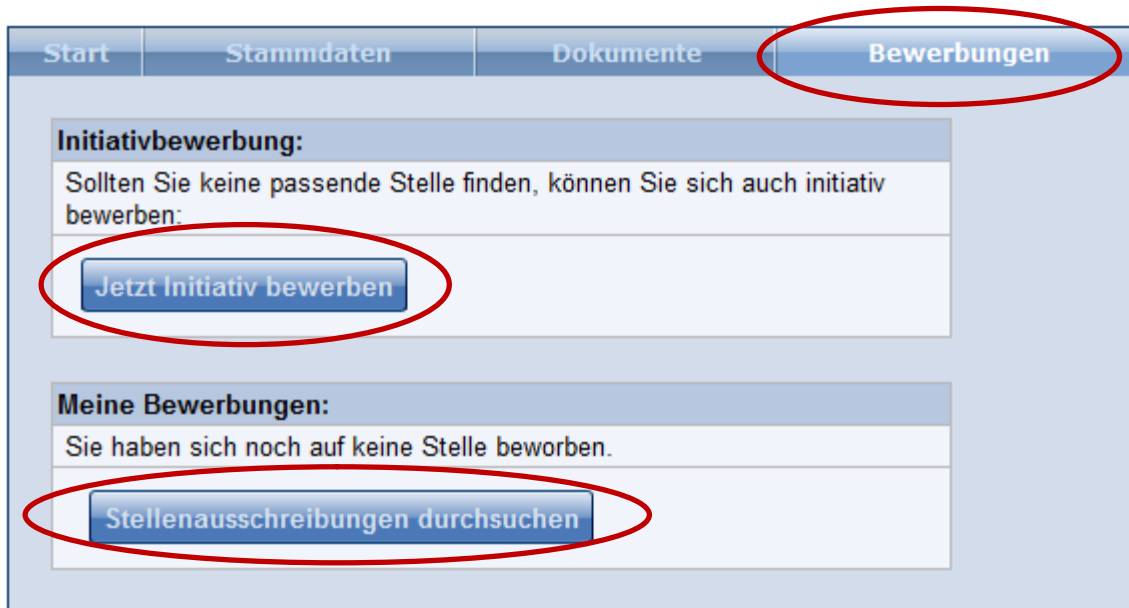 Start Stammdaten Dokumente Bewerbungen
Initiativbewerbung:
Sollten Sie keine passende Stelle finden, können Sie sich auch initiativ
bewerben:
Jetzt Initiativ bewerben
Meine Bewerbungen:
Sie haben sich noch auf keine Stelle beworben.
Stellenausschreibungen durchsuchen